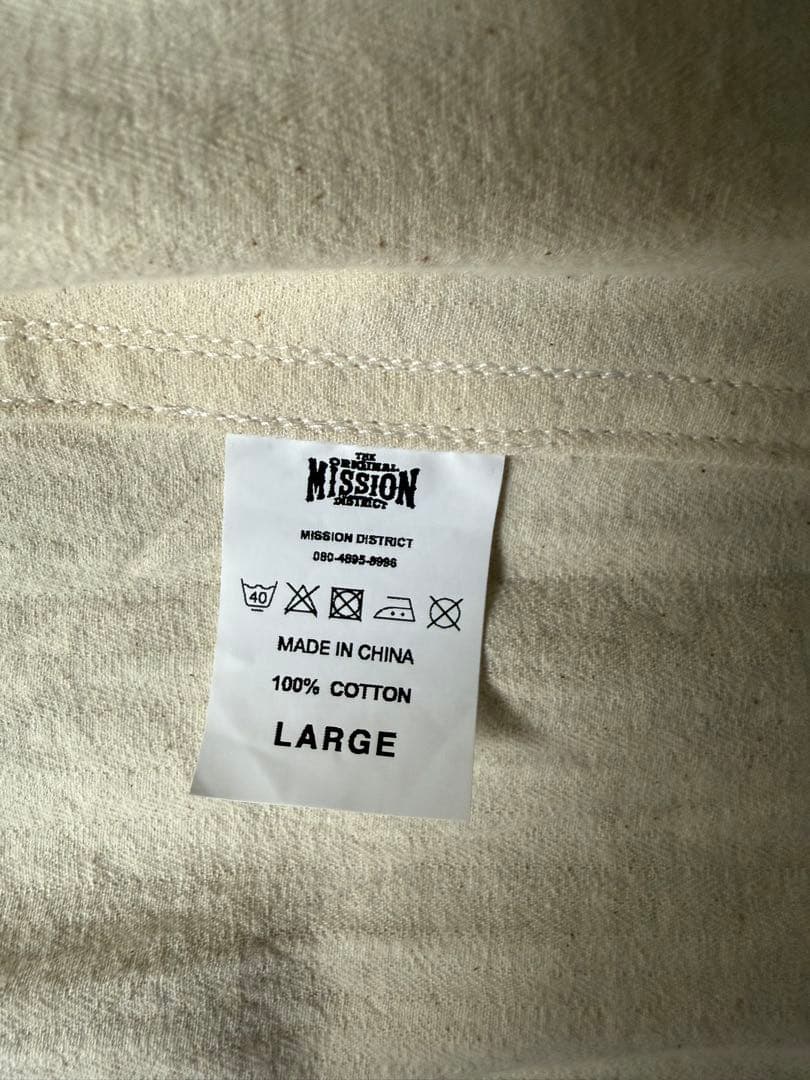 THE
ORIGINAL
MISSION
DISTRICT
MISSION DISTRICT
080-4895-8996
40
MADE IN CHINA
100% COTTON
LARGE